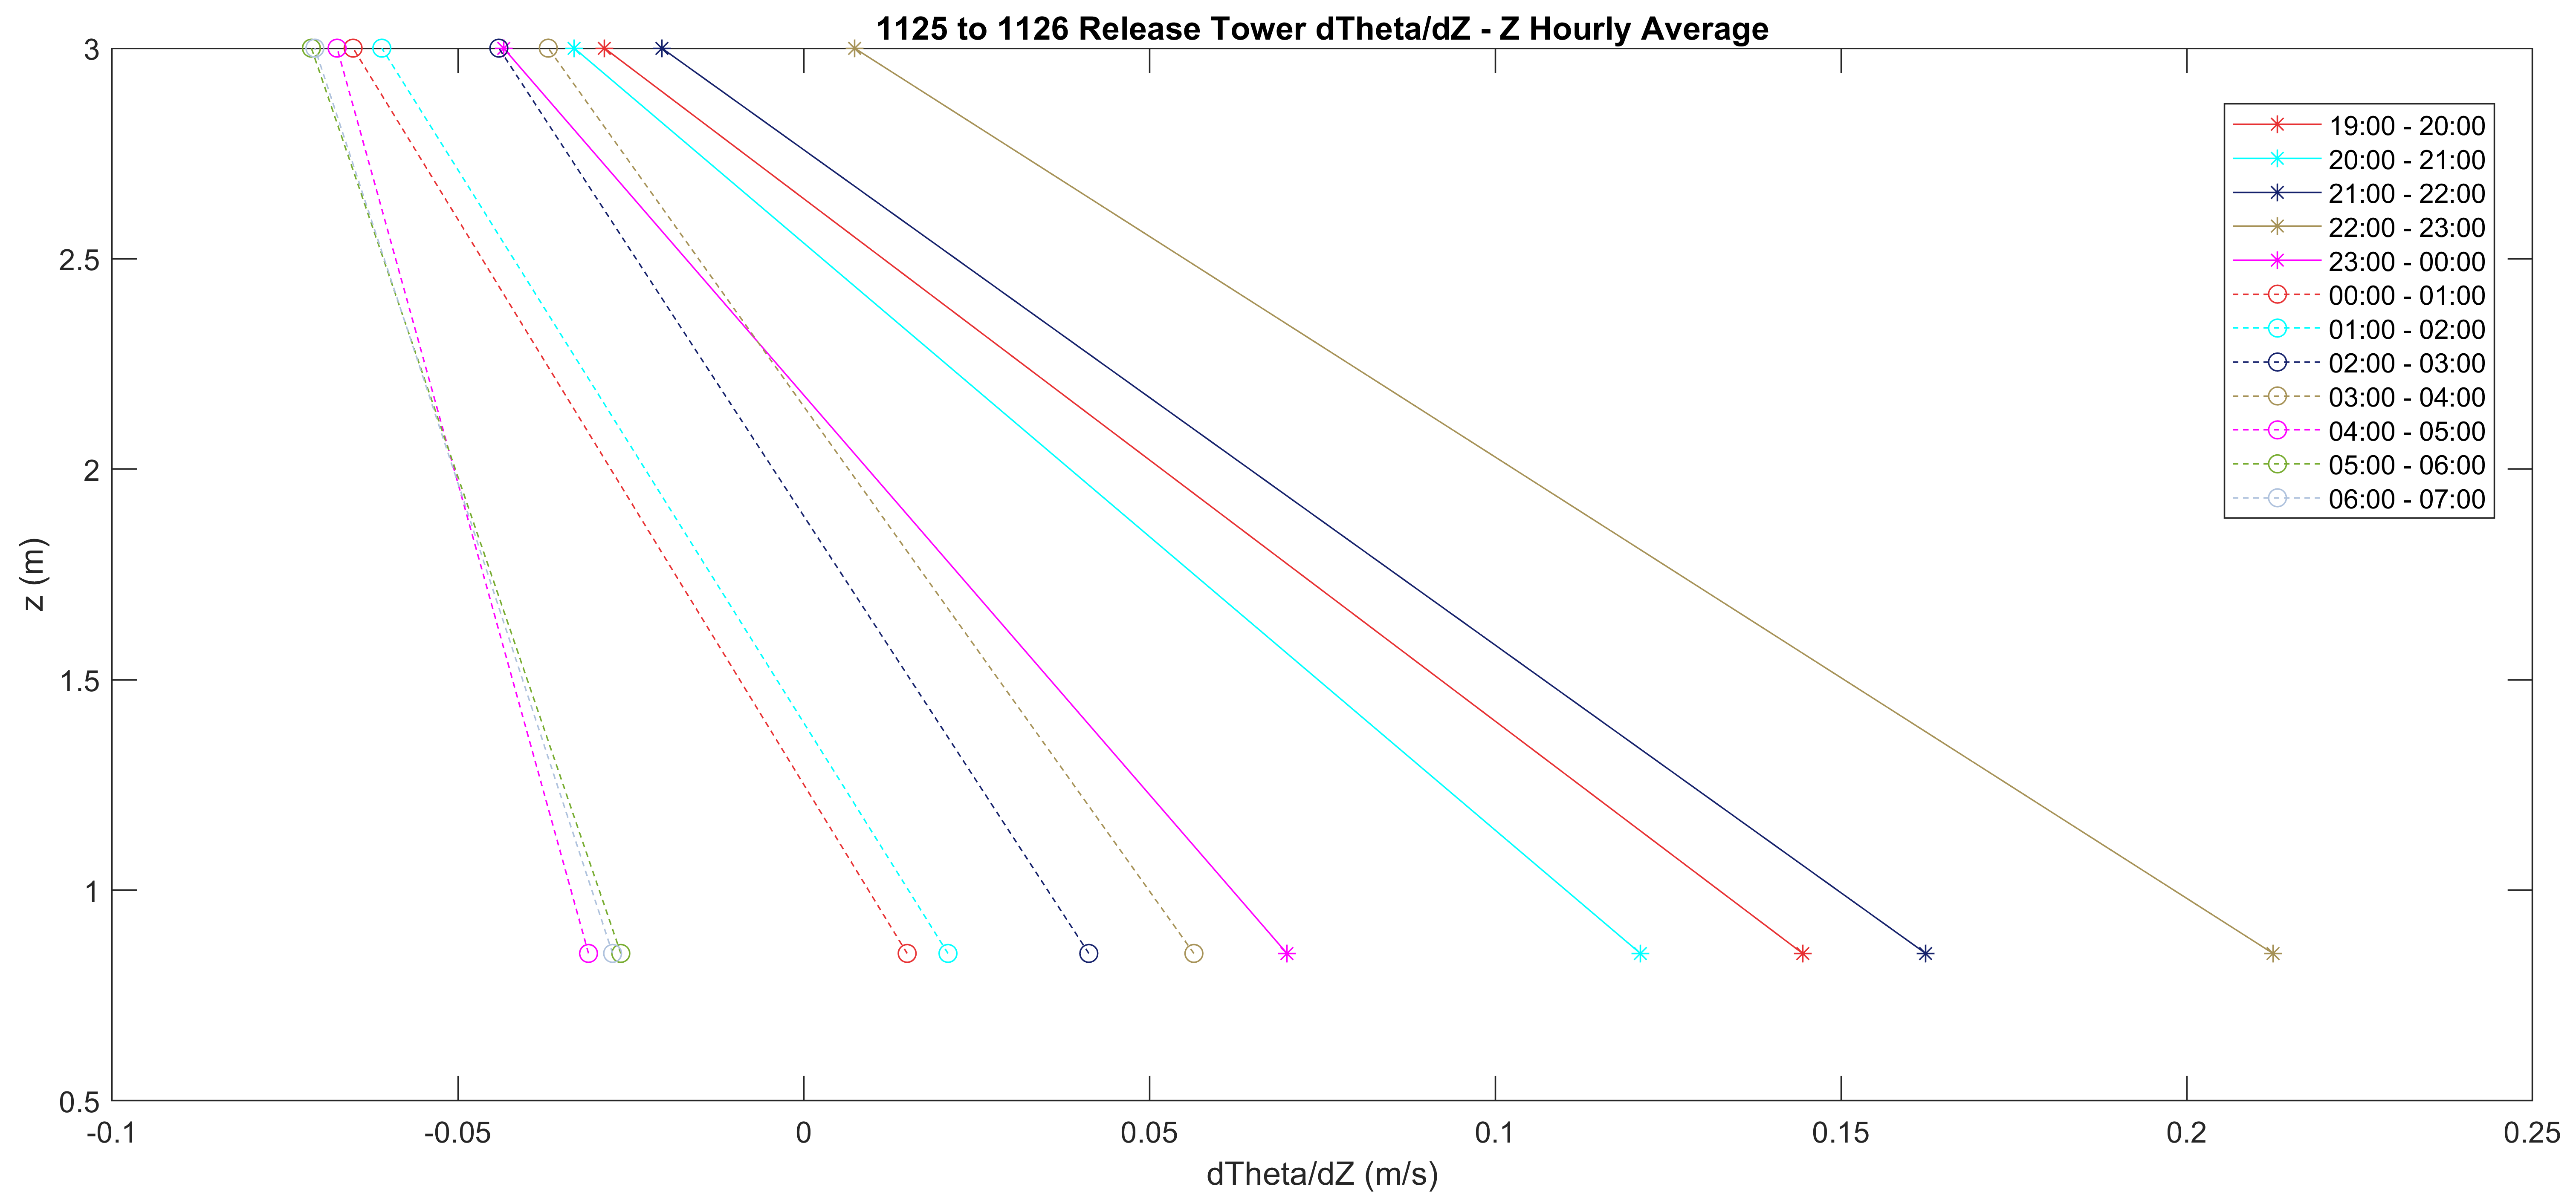 1125 to 1126 Release Tower dTheta/dZ - Z Hourly Average
3
2.5
2
1.5
1
0.5
z (m)
19:00 - 20:00
20:00 - 21:00
21:00 - 22:00
22:00 - 23:00
23:00 - 00:00
00:00 - 01:00
01:00 - 02:00
02:00 - 03:00
03:00 - 04:00
04:00 - 05:00
05:00 - 06:00
06:00 - 07:00
-0.1 -0.05 0 0.05 0.1 0.15 0.2 0.25
dTheta/dZ (m/s)